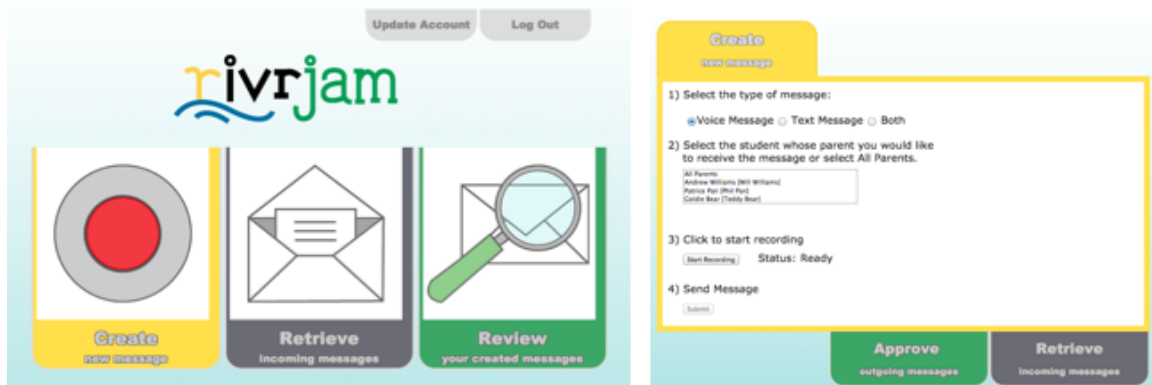 Update Account
Log Out
rivrjam
Create
new message
Retrieve
incoming messages
Review
your created messages
Create
new message
1) Select the type of message:
Voice Message Text Message Both
2) Select the student whose parent you would like
to receive the message or select All Parents.
All Parents
Andrew Williams [Will Williams]
Patrice Pan [Phil Pan]
Goldie Bear [Teddy Bear]
3) Click to start recording
Start Recording Status: Ready
4) Send Message
Submit
Approve
outgoing messages
Retrieve
incoming messages